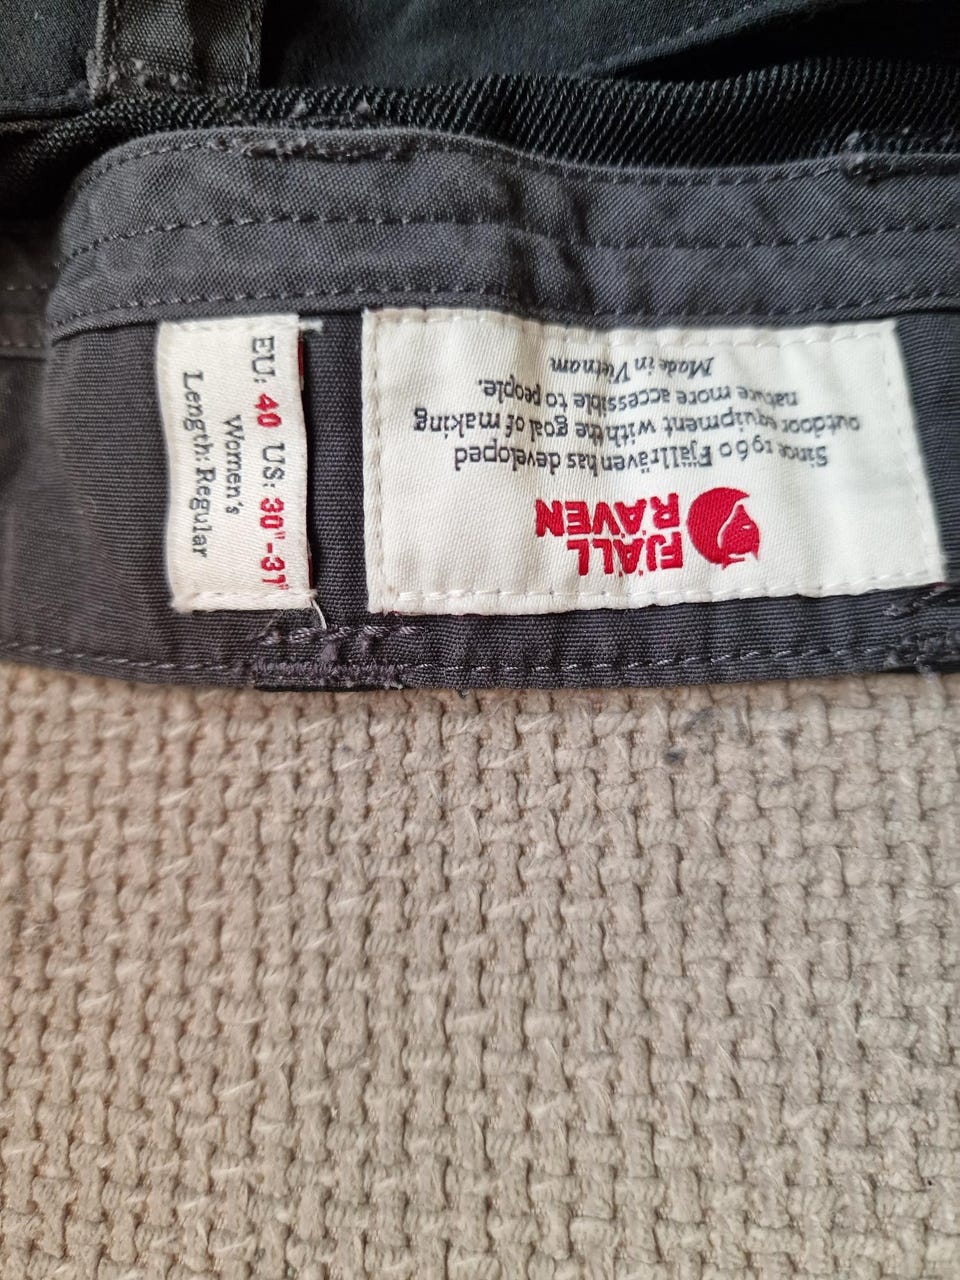 EU: 40 US: 30"-31"
Women's
Length: Regular
FJÄLL
RÄVEN
Since 1960 Fjällräven has developed
outdoor equipment with the goal of making
nature more accessible to people.
Made in Vietnam